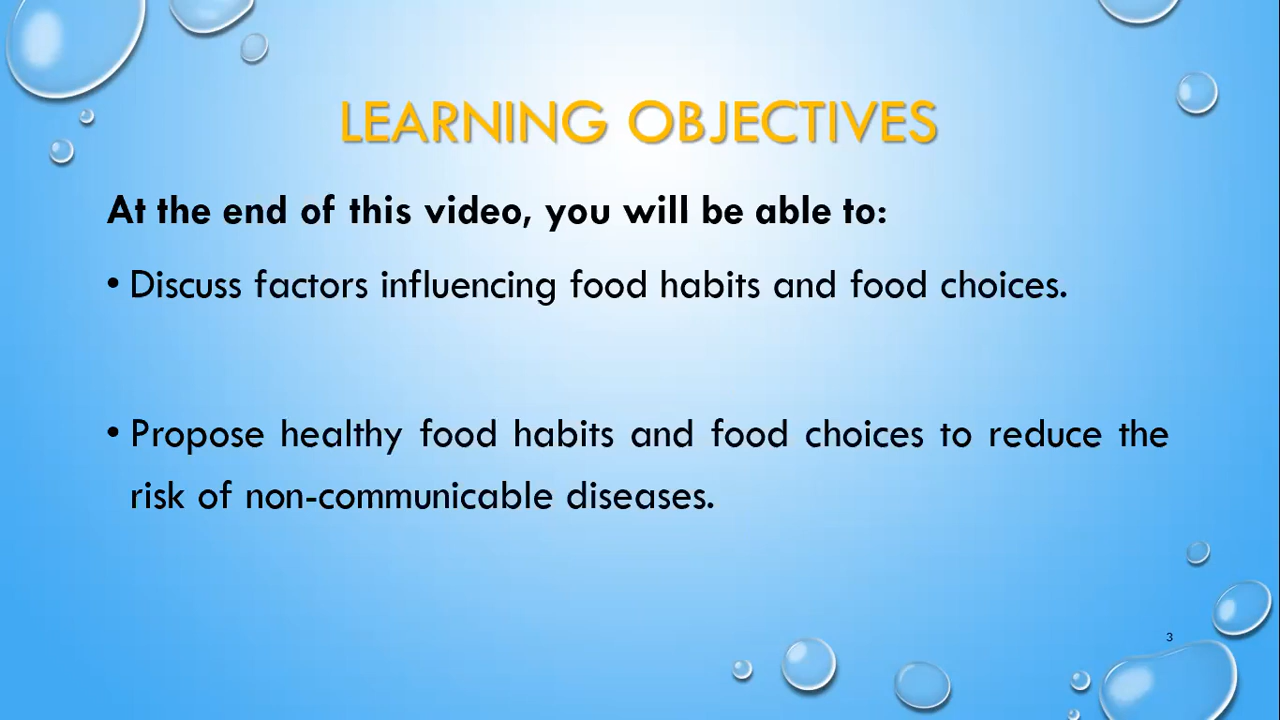 LEARNING OBJECTIVES
At the end of this video, you will be able to:
• Discuss factors influencing food habits and food choices.
• Propose healthy food habits and food choices to reduce the
risk of non-communicable diseases.
3